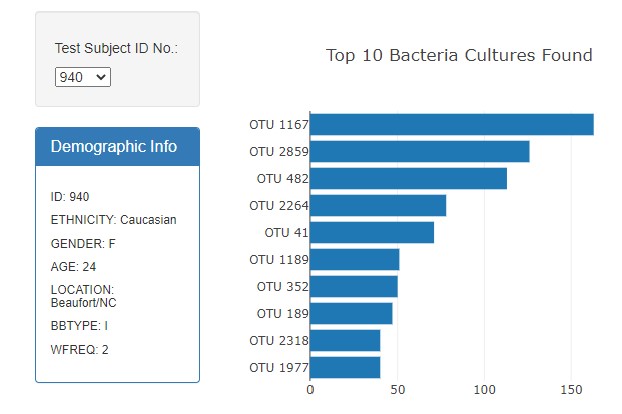 Test Subject ID No.:
940
Demographic Info
ID: 940
ETHNICITY: Caucasian
GENDER: F
AGE: 24
LOCATION:
Beaufort/NC
BBTYPE: I
WFREQ: 2
Top 10 Bacteria Cultures Found
OTU 1167
OTU 2859
OTU 482
OTU 2264
OTU 41
OTU 1189
OTU 352
OTU 189
OTU 2318
OTU 1977
0 50 100 150